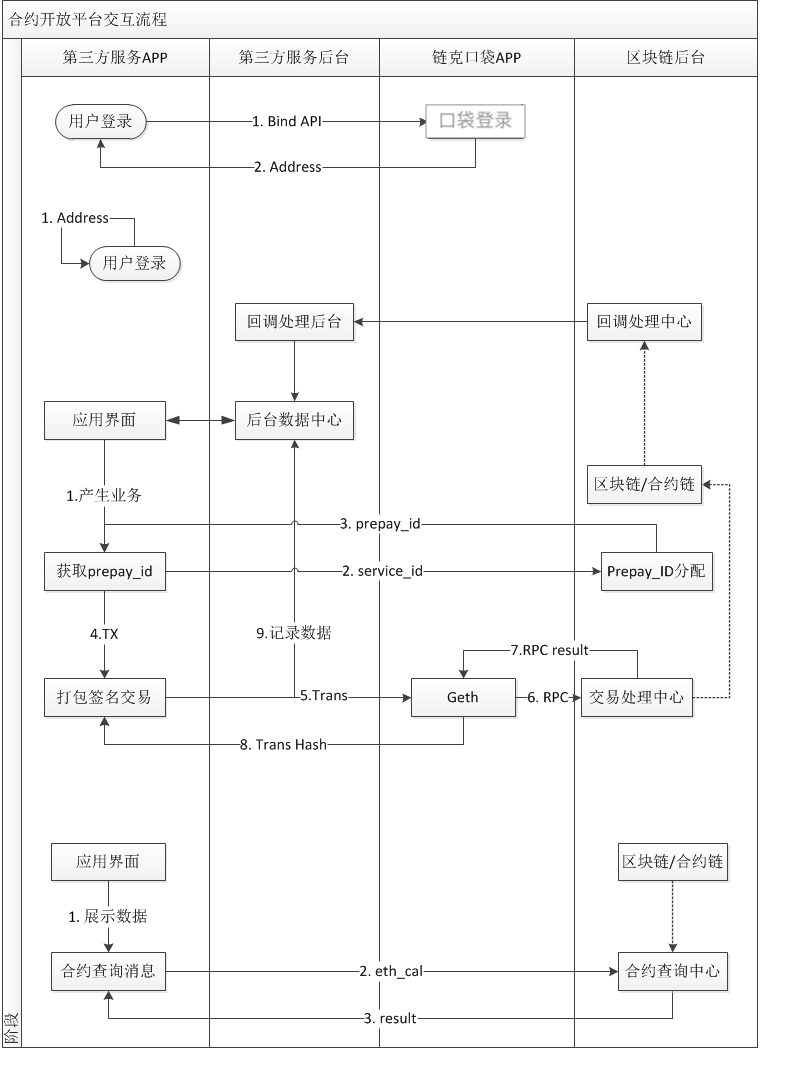 合约开放平台交互流程
第三方服务APP
第三方服务后台
链克口袋APP
区块链后台
用户登录
1. Bind API
口袋登录
2. Address
1. Address
用户登录
回调处理后台
回调处理中心
应用界面
后台数据中心
区块链/合约链
1.产生业务
3. prepay_id
获取prepay_id
2. service_id
Prepay_ID分配
4.TX
9.记录数据
7.RPC result
打包签名交易
5.Trans
Geth
6. RPC
交易处理中心
8. Trans Hash
应用界面
区块链/合约链
1. 展示数据
合约查询消息
2. eth_cal
合约查询中心
3. result
阶段